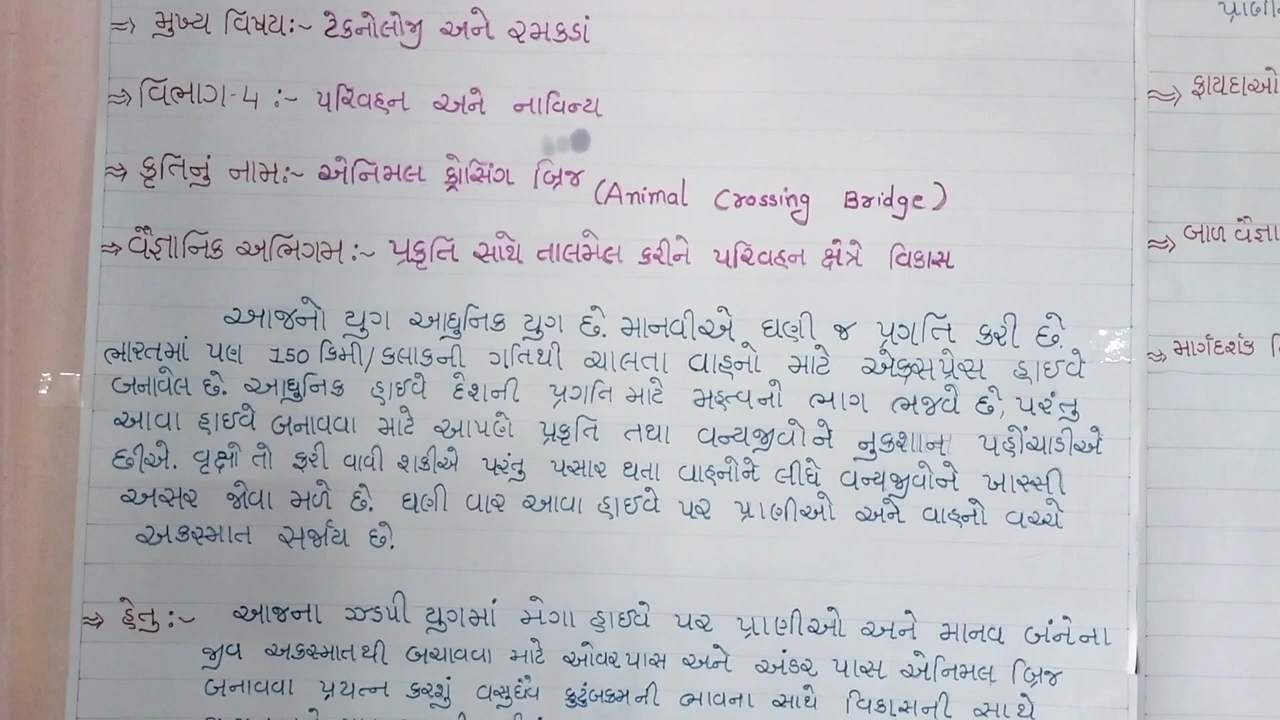 ⇒ મુખ્ય વિષયઃ- ટેકનોલોજી અને રમકડાં
⇒ વિભાગ-4 :- પરિવહન અને નાવિન્ય
⇒ કૃતિનું નામઃ- એનિમલ ક્રોસિંગ બ્રિજ (Animal Crossing Bridge)
⇒ વૈજ્ઞાનિક અભિગમ :- પ્રકૃતિ સાથે તાલમેલ કરીને પરિવહન ક્ષેત્રે વિકાસ
આજનો યુગ આધુનિક યુગ છે. માનવીએ ઘણી જ પ્રગતિ કરી છે.
ભારતમાં પણ 150 કિમી/કલાકની ગતિથી ચાલતા વાહનો માટે એક્સપ્રેસ હાઈવે
બનાવેલ છે. આધુનિક હાઈવે દેશની પ્રગતિ માટે મહત્વનો ભાગ ભજવે છે, પરંતુ
આવા હાઈવે બનાવવા માટે આપણે પ્રકૃતિ તથા વન્યજીવોને નુકશાન પહોંચાડીએ
છીએ. વૃક્ષો તો ફરી વાવી શકીએ પરંતુ પસાર થતા વાહનોને લીધે વન્યજીવોને ખાસ્સી
અસર જોવા મળે છે. ઘણી વાર આવા હાઈવે પર પ્રાણીઓ અને વાહનો વચ્ચે
અકસ્માત સર્જાય છે.
⇒ હેતુ :- આજના ઝડપી યુગમાં મેગા હાઈવે પર પ્રાણીઓ અને માનવ બંનેના
જીવ અકસ્માતથી બચાવવા માટે ઓવરપાસ અને અંડર પાસ એનિમલ બ્રિજ
બનાવવા પ્રયત્ન કરશું વસુધૈવ કુટુંબકમની ભાવના સાથે વિકાસની સાથે
⇒ ફાયદાઓ
⇒ બાળ વૈજ્ઞા
⇒ માર્ગદર્શક